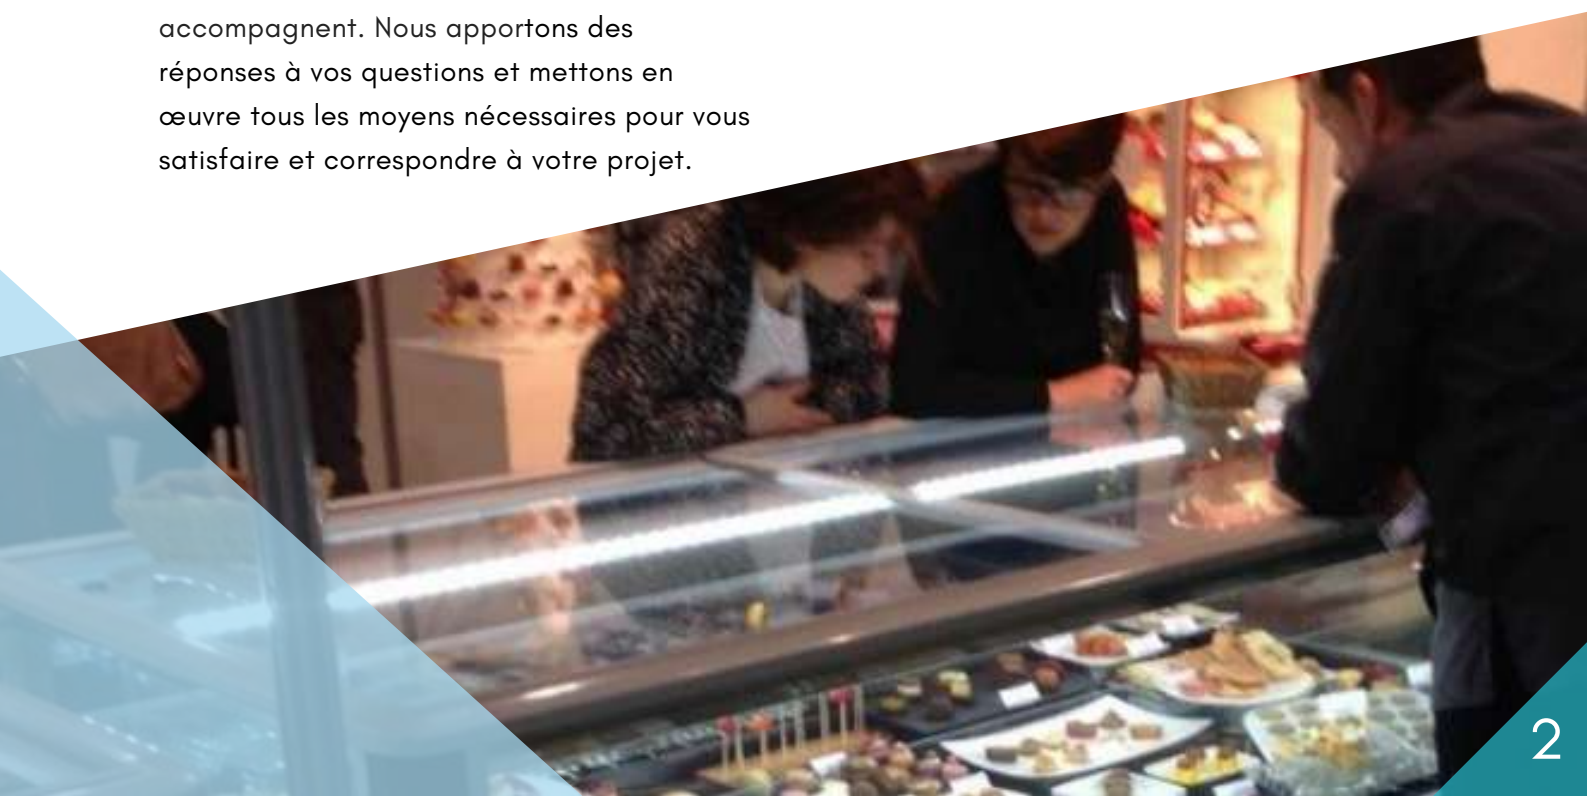 accompagnent. Nous apportons des
réponses à vos questions et mettons en
œuvre tous les moyens nécessaires pour vous
satisfaire et correspondre à votre projet.
2